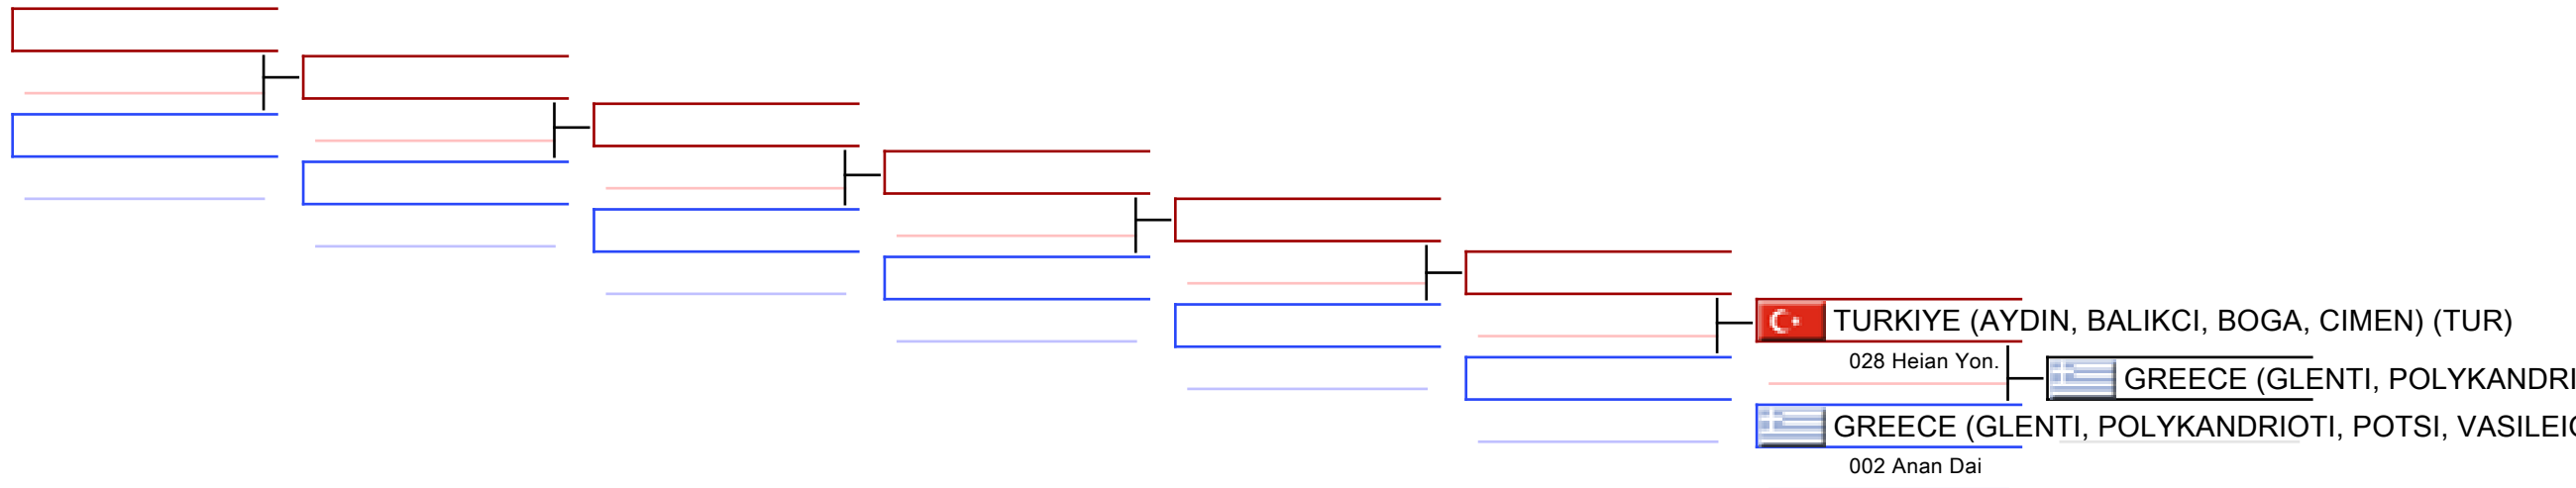 TURKIYE (AYDIN, BALIKCI, BOGA, CIMEN) (TUR)
028 Heian Yon.
GREECE (GLENTI, POLYKANDRI
GREECE (GLENTI, POLYKANDRIOTI, POTSI, VASILEIO
002 Anan Dai